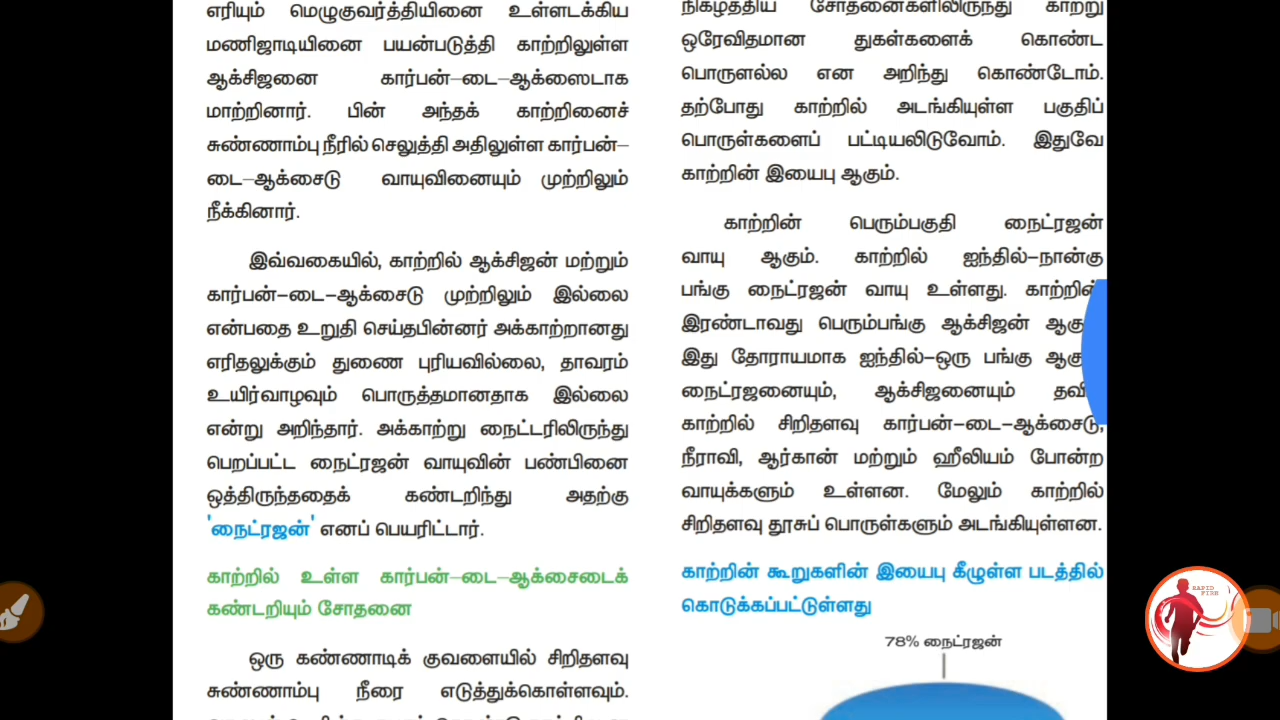 எரியும் மெழுகுவர்த்தியினை உள்ளடக்கிய
மணிஜாடியினை பயன்படுத்தி காற்றிலுள்ள
ஆக்சிஜனை கார்பன்–டை–ஆக்ஸைடாக
மாற்றினார். பின் அந்தக் காற்றினைச்
சுண்ணாம்பு நீரில் செலுத்தி அதிலுள்ள கார்பன்–
டை–ஆக்சைடு வாயுவினையும் முற்றிலும்
நீக்கினார்.
இவ்வகையில், காற்றில் ஆக்சிஜன் மற்றும்
கார்பன்–டை–ஆக்சைடு முற்றிலும் இல்லை
என்பதை உறுதி செய்தபின்னர் அக்காற்றானது
எரிதலுக்கும் துணை புரியவில்லை, தாவரம்
உயிர்வாழவும் பொருத்தமானதாக இல்லை
என்று அறிந்தார். அக்காற்று நைட்டரிலிருந்து
பெறப்பட்ட நைட்ரஜன் வாயுவின் பண்பினை
ஒத்திருந்ததைக் கண்டறிந்து அதற்கு
'நைட்ரஜன்' எனப் பெயரிட்டார்.
காற்றில் உள்ள கார்பன்–டை–ஆக்சைடைக்
கண்டறியும் சோதனை
ஒரு கண்ணாடிக் குவளையில் சிறிதளவு
சுண்ணாம்பு நீரை எடுத்துக்கொள்ளவும்.
நிகழ்த்திய சோதனைகளிலிருந்து காற்று
ஒரேவிதமான துகள்களைக் கொண்ட
பொருளல்ல என அறிந்து கொண்டோம்.
தற்போது காற்றில் அடங்கியுள்ள பகுதிப்
பொருள்களைப் பட்டியலிடுவோம். இதுவே
காற்றின் இயைபு ஆகும்.
காற்றின் பெரும்பகுதி நைட்ரஜன்
வாயு ஆகும். காற்றில் ஐந்தில்–நான்கு
பங்கு நைட்ரஜன் வாயு உள்ளது. காற்றின்
இரண்டாவது பெரும்பங்கு ஆக்சிஜன்
இது தோராயமாக ஐந்தில்–ஒரு பங்கு
நைட்ரஜனையும், ஆக்சிஜனையும்
காற்றில் சிறிதளவு கார்பன்–டை–ஆக்சைடு,
நீராவி, ஆர்கான் மற்றும் ஹீலியம் போன்ற
வாயுக்களும் உள்ளன. மேலும் காற்றில்
சிறிதளவு தூசுப் பொருள்களும் அடங்கியுள்ளன.
காற்றின் கூறுகளின் இயைபு கீழுள்ள படத்தில்
கொடுக்கப்பட்டுள்ளது
78% நைட்ரஜன்
RAPID
FIRE